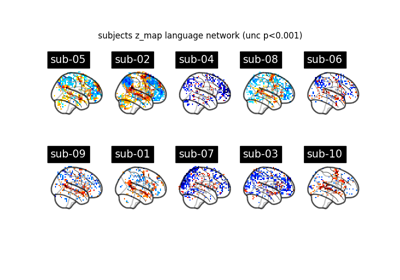 subjects z_map language network (unc p<0.001)
sub-05 sub-02 sub-04 sub-08 sub-06
sub-09 sub-01 sub-07 sub-03 sub-10